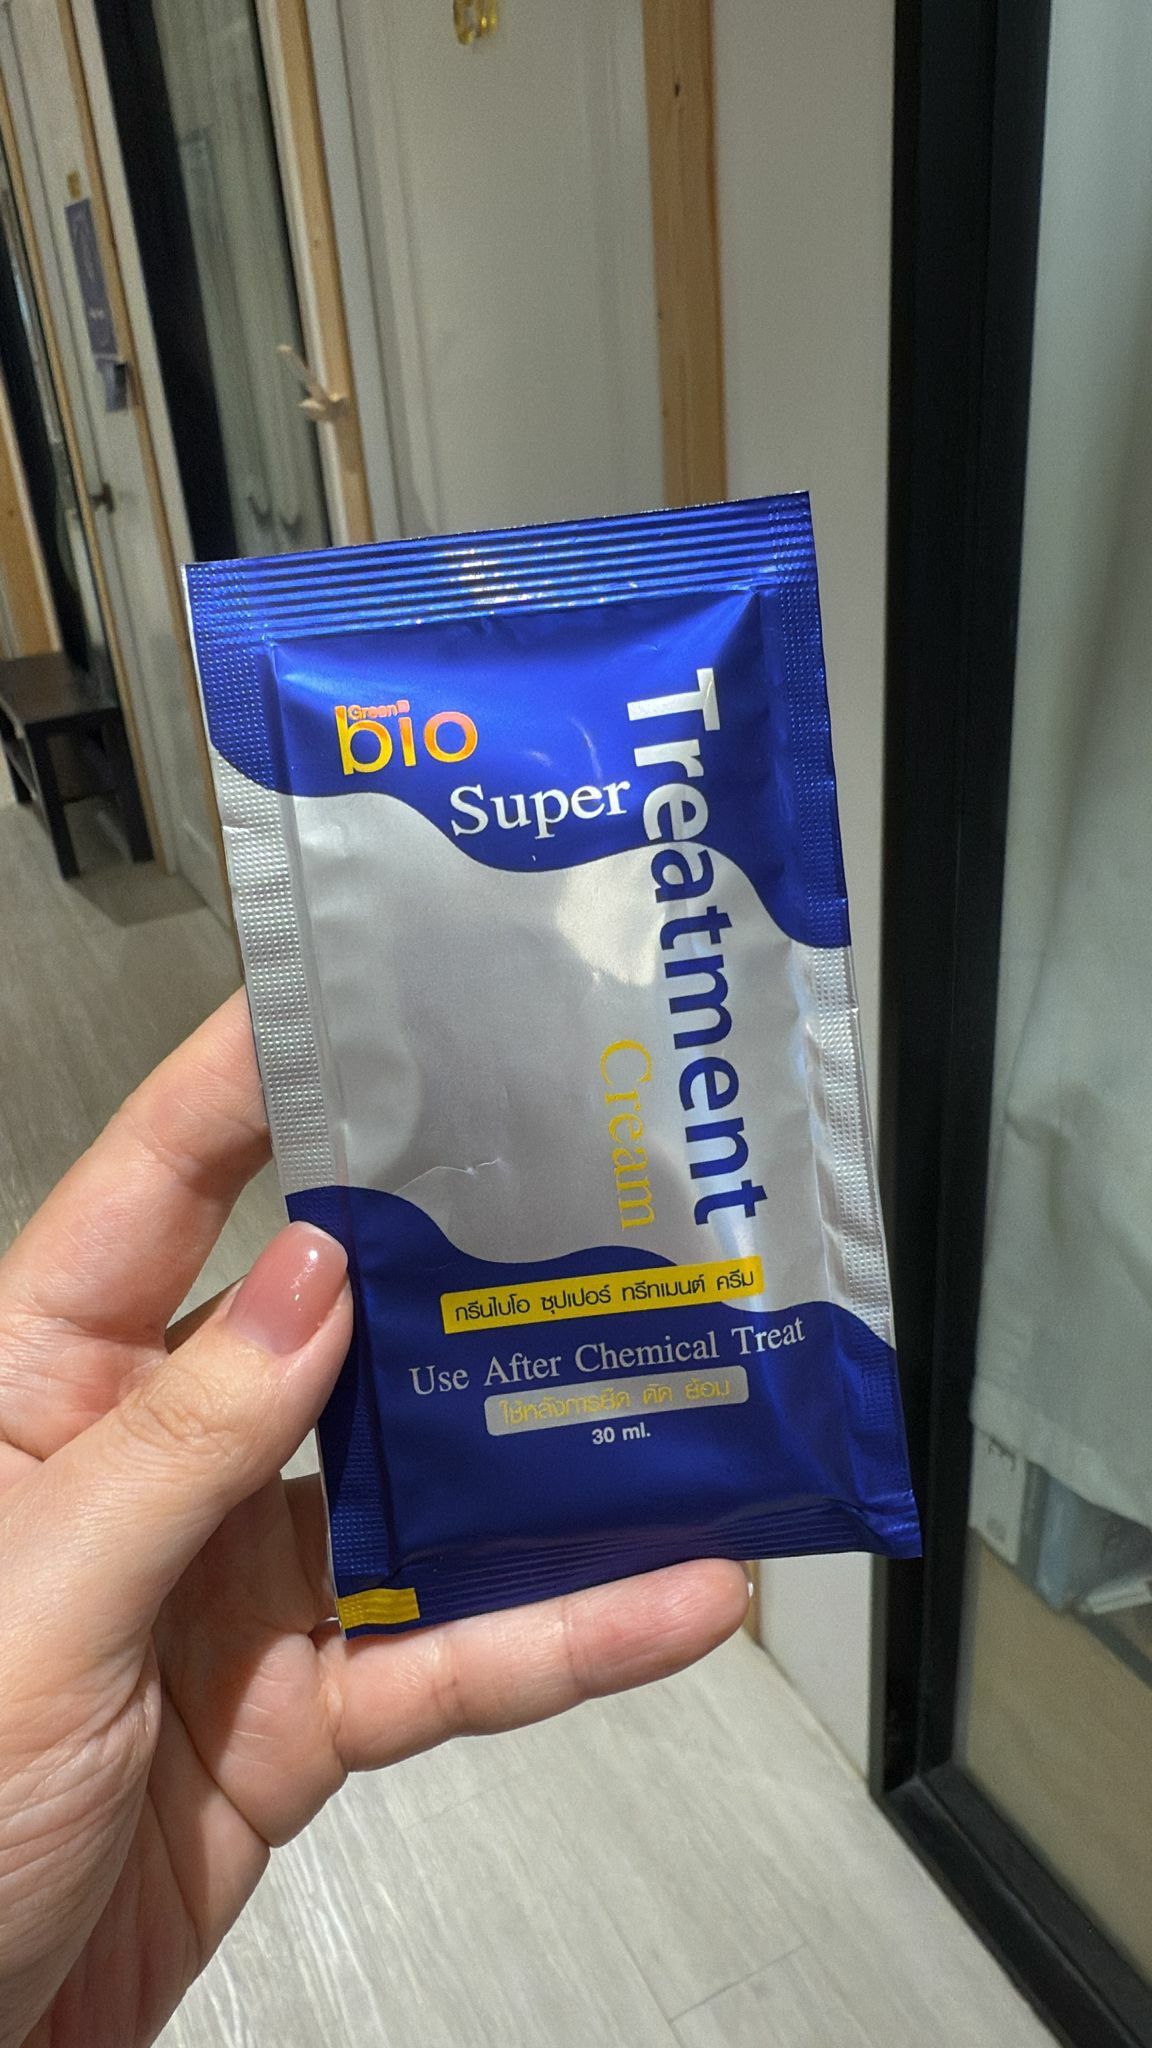 Green
bio
Super
Treatment
Cream
กรีนไบโอ ซุปเปอร์ ทรีทเมนต์ ครีม
Use After Chemical Treat
ใช้หลังการยืด ดัด ย้อม
30 ml.